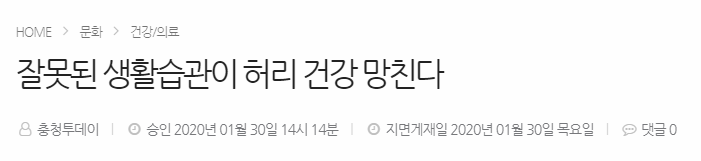 HOME > 문화 > 건강/의료
잘못된 생활습관이 허리 건강 망친다
충청투데이 | 승인 2020년 01월 30일 14시 14분 | 지면게재일 2020년 01월 30일 목요일 | 댓글 0